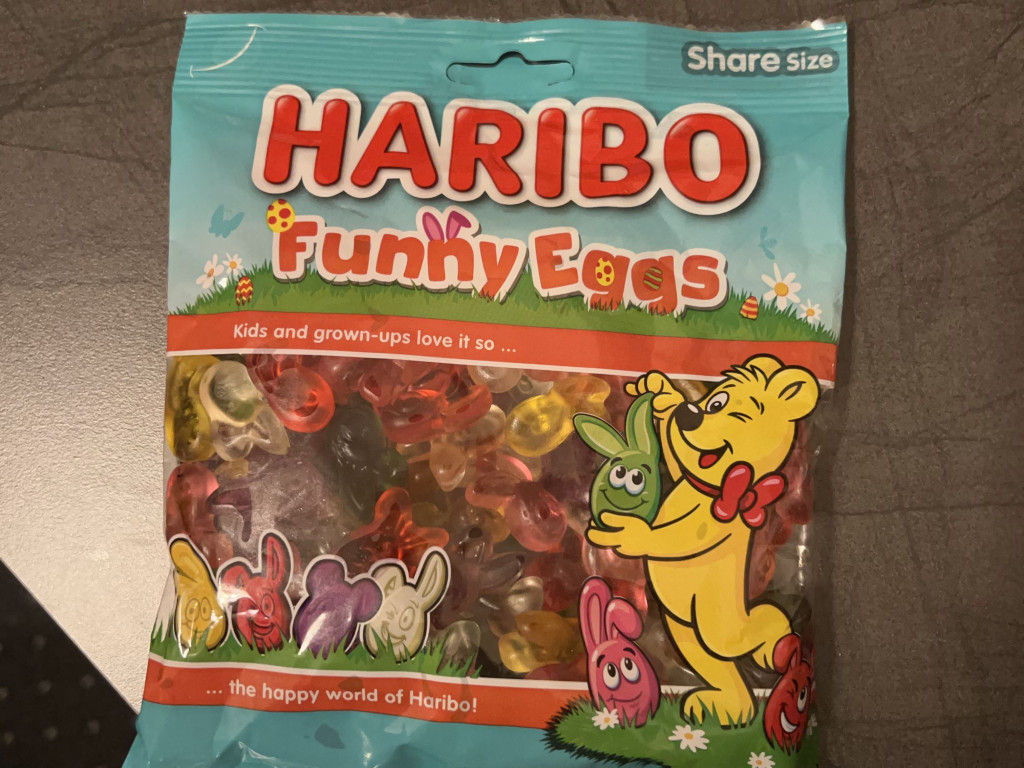 Share Size
HARIBO
Funny Eggs
Kids and grown-ups love it so ...
... the happy world of Haribo!